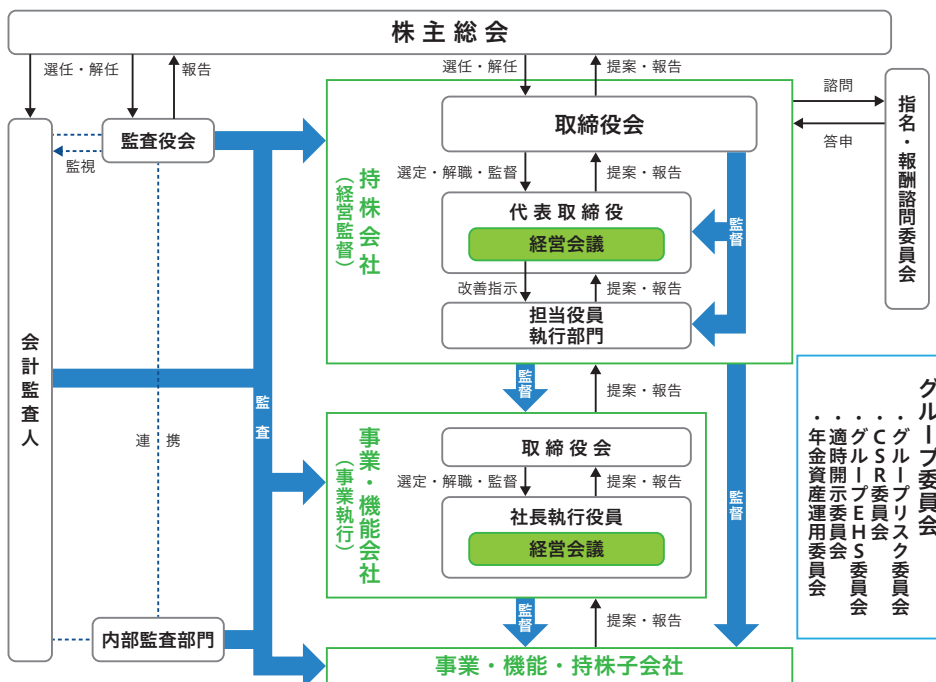 株主総会
選任・解任
報告
選任・解任
提案・報告
監査役会
監視
会計監査人
連携
内部監査部門
監査
持株会社
(経営監督)
取締役会
選定・解職・監督
提案・報告
代表取締役
経営会議
改善指示
提案・報告
担当役員
執行部門
監督
諮問
答申
指名・報酬諮問委員会
監督
提案・報告
監督
事業・機能会社
(事業執行)
取締役会
選定・解職・監督
提案・報告
社長執行役員
経営会議
監督
提案・報告
事業・機能・持株子会社
グループ委員会
・グループリスク委員会
・CSR委員会
・グループEHS委員会
・適時開示委員会
・年金資産運用委員会